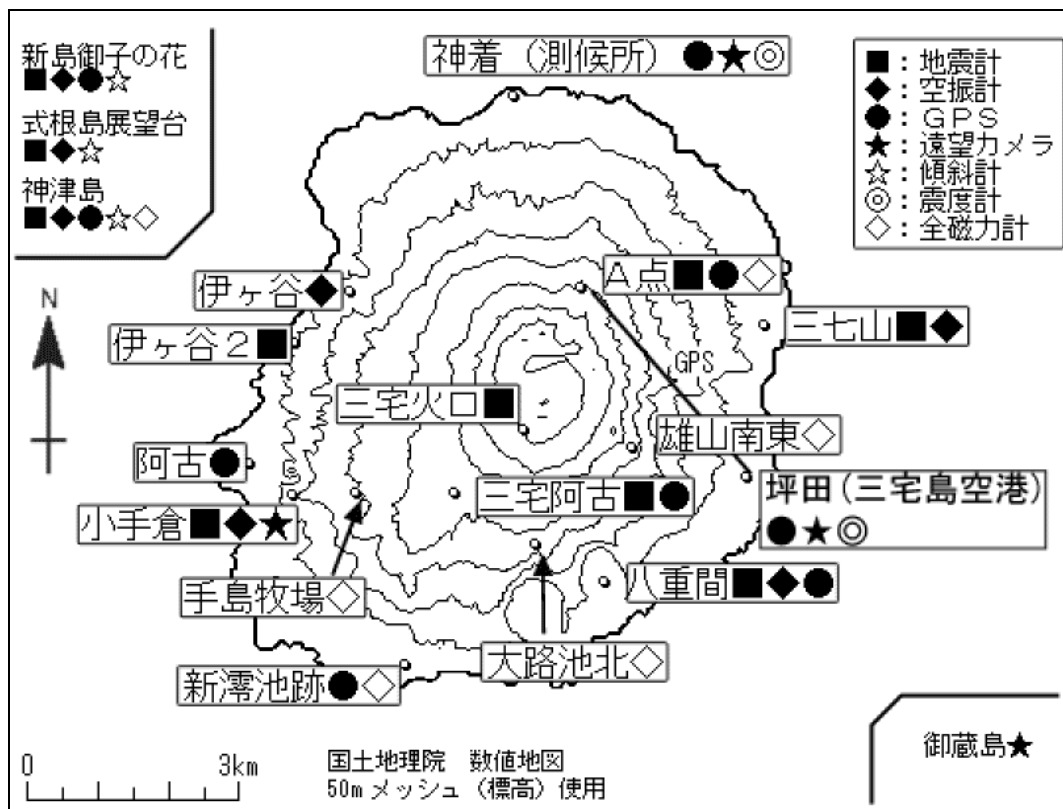 新島御子の花
■◆●☆
式根島展望台
■◆☆
神津島
■◆●☆◇
神着（測候所）●★◎
■：地震計
◆：空振計
●：ＧＰＳ
★：遠望カメラ
☆：傾斜計
◎：震度計
◇：全磁力計
N
伊ヶ谷◆
Ａ点■●◇
伊ヶ谷２■
三七山■◆
GPS
三宅火口■
雄山南東◇
阿古●
三宅阿古■●
坪田（三宅島空港）
●★◎
小手倉■◆★
手島牧場◇
八重間■◆●
大路池北◇
新澪池跡●◇
御蔵島★
0 3km
国土地理院 数値地図
50mメッシュ（標高）使用